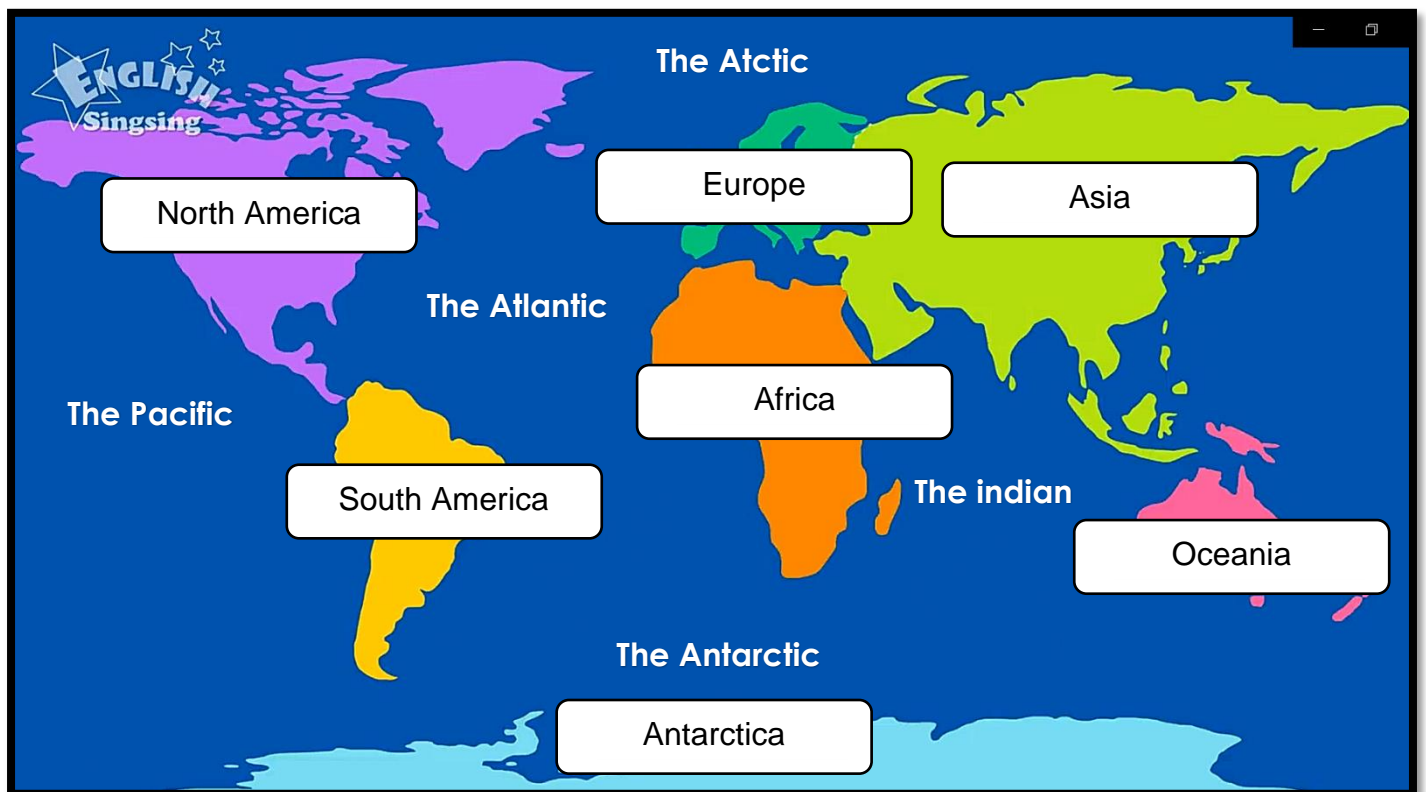 The Atctic
ENGLISH
Singsing
Europe
Asia
North America
The Atlantic
Africa
The Pacific
South America
The indian
Oceania
The Antarctic
Antarctica